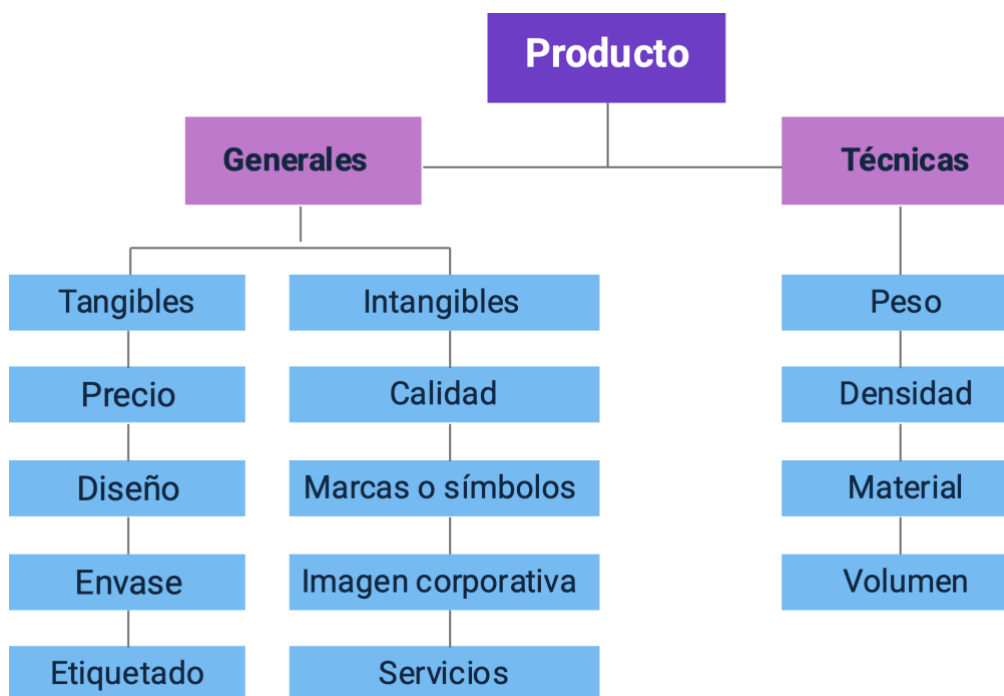 Producto
Generales
Técnicas
Tangibles
Intangibles
Peso
Precio
Calidad
Densidad
Diseño
Marcas o símbolos
Material
Envase
Imagen corporativa
Volumen
Etiquetado
Servicios